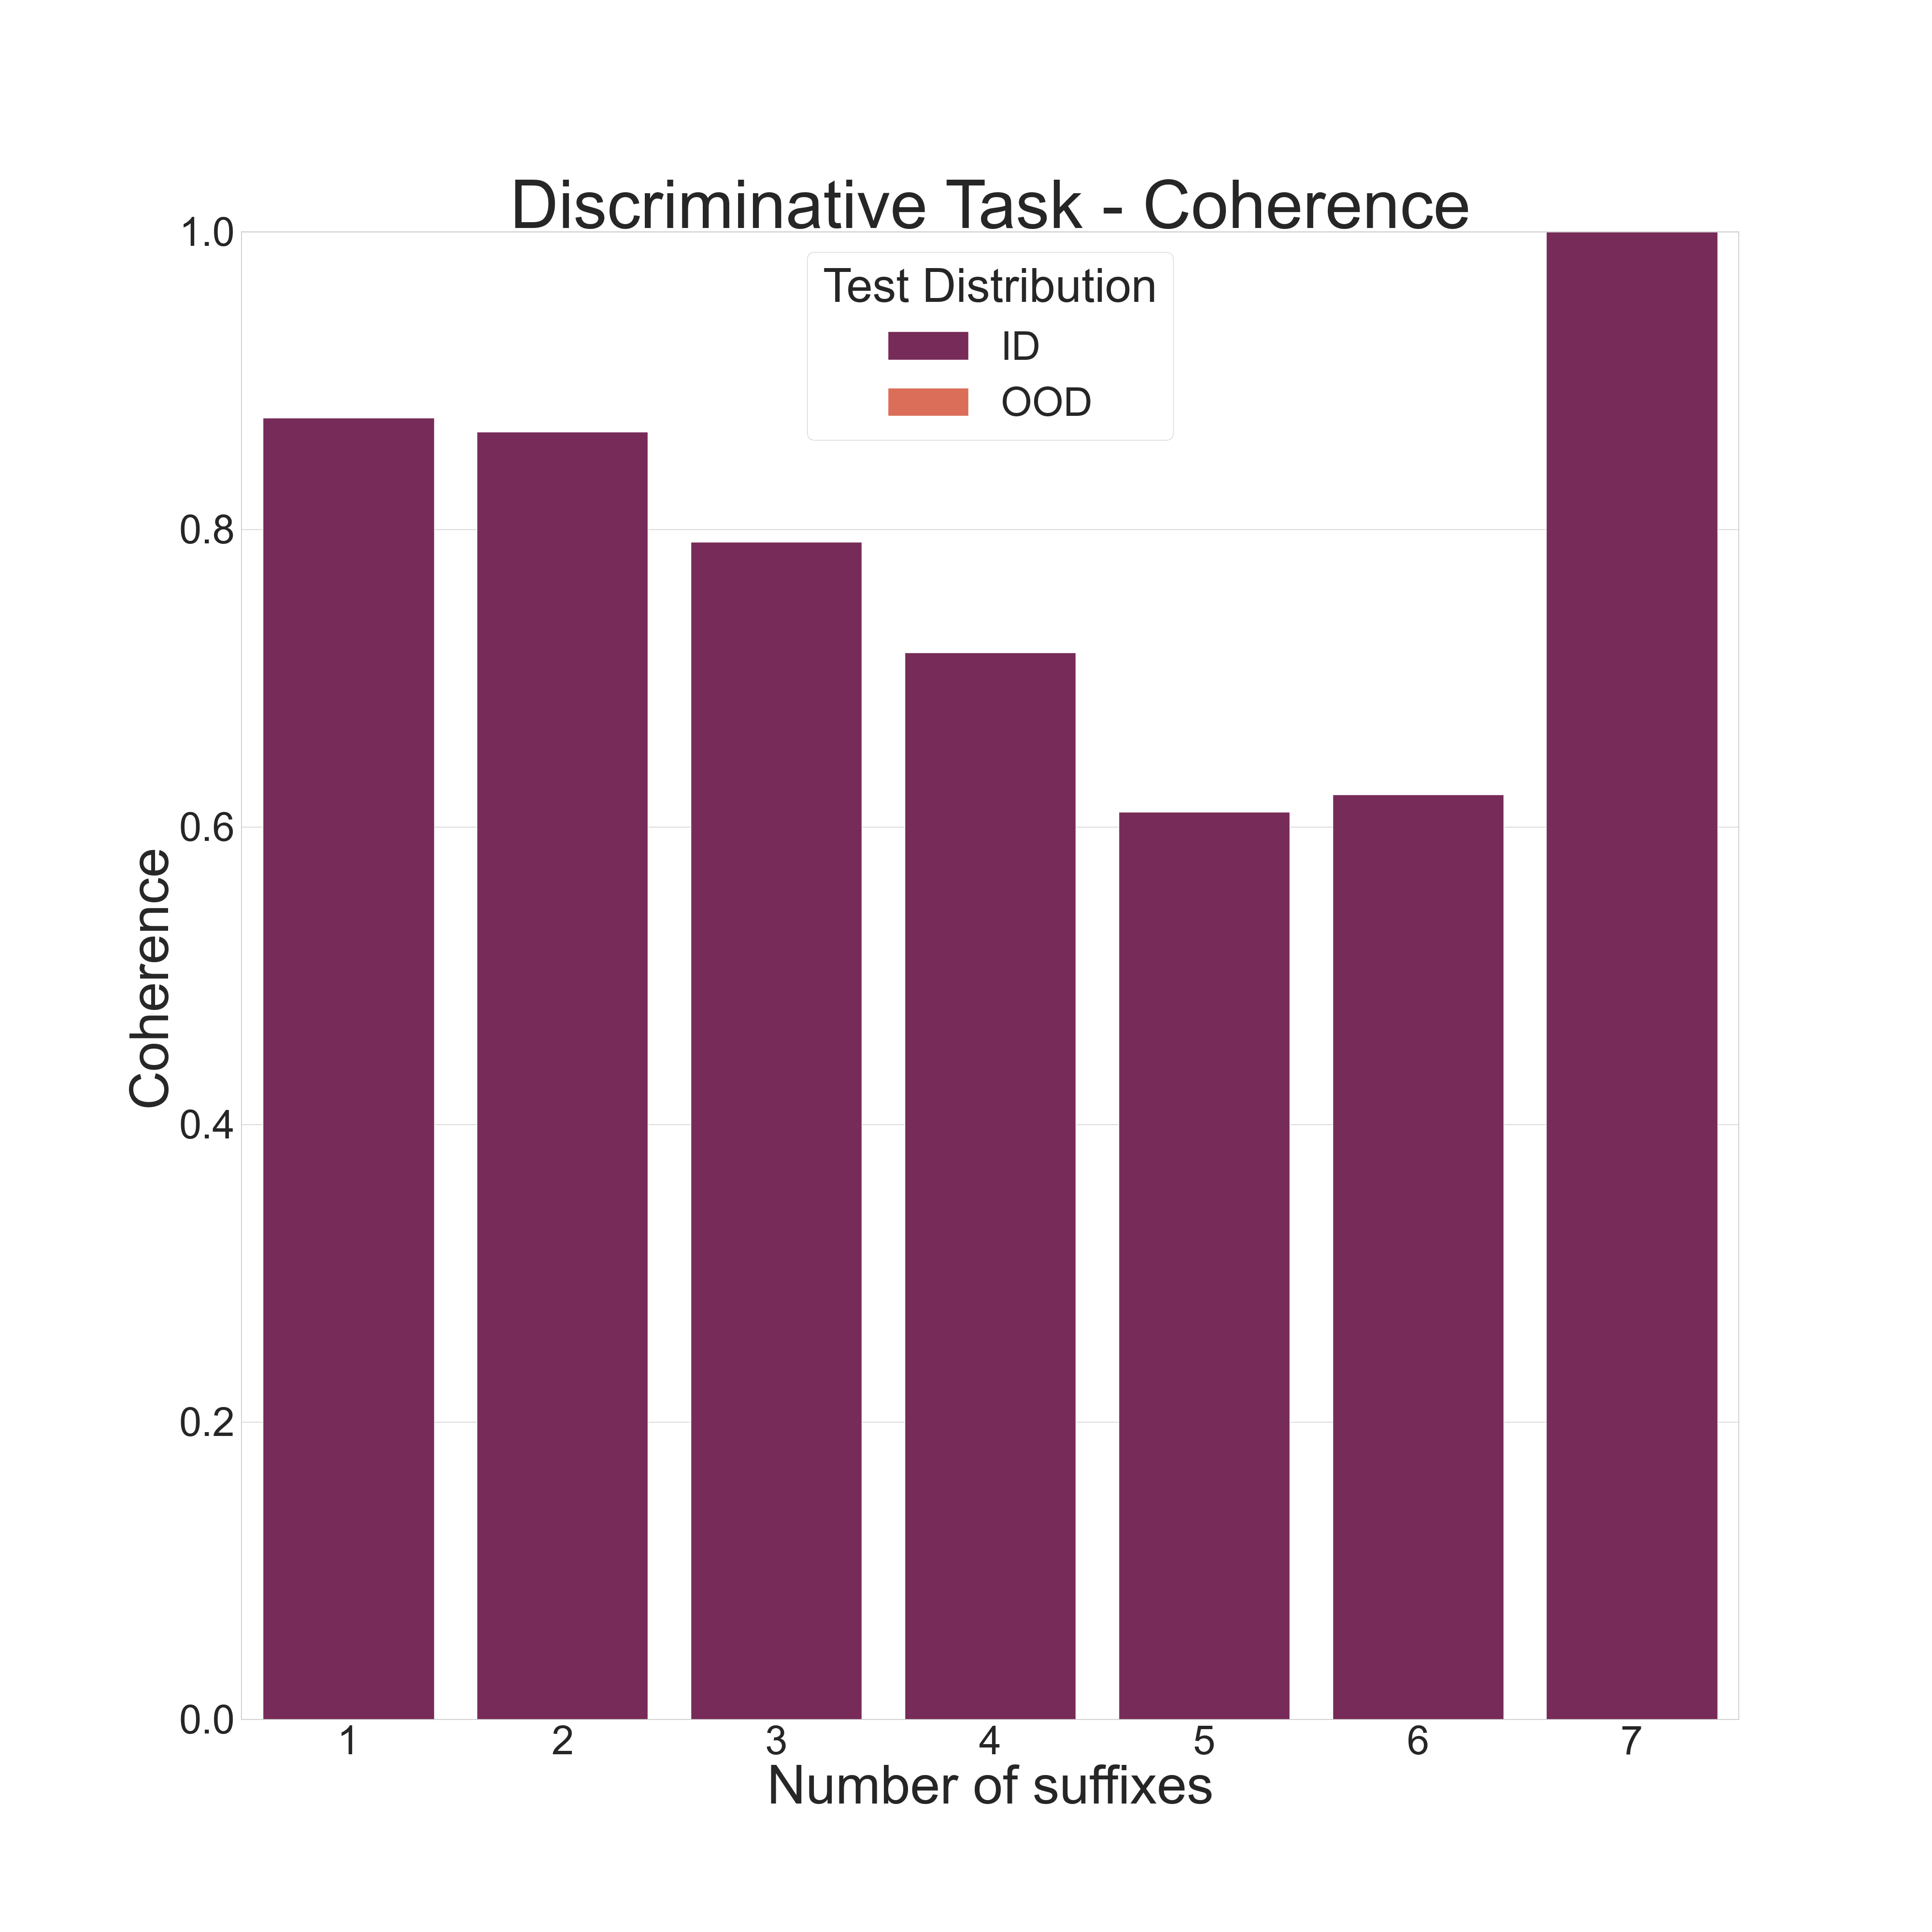 Discriminative Task - Coherence
Test Distribution
ID
OOD
Coherence
1.0
0.8
0.6
0.4
0.2
0.0
1 2 3 4 5 6 7
Number of suffixes